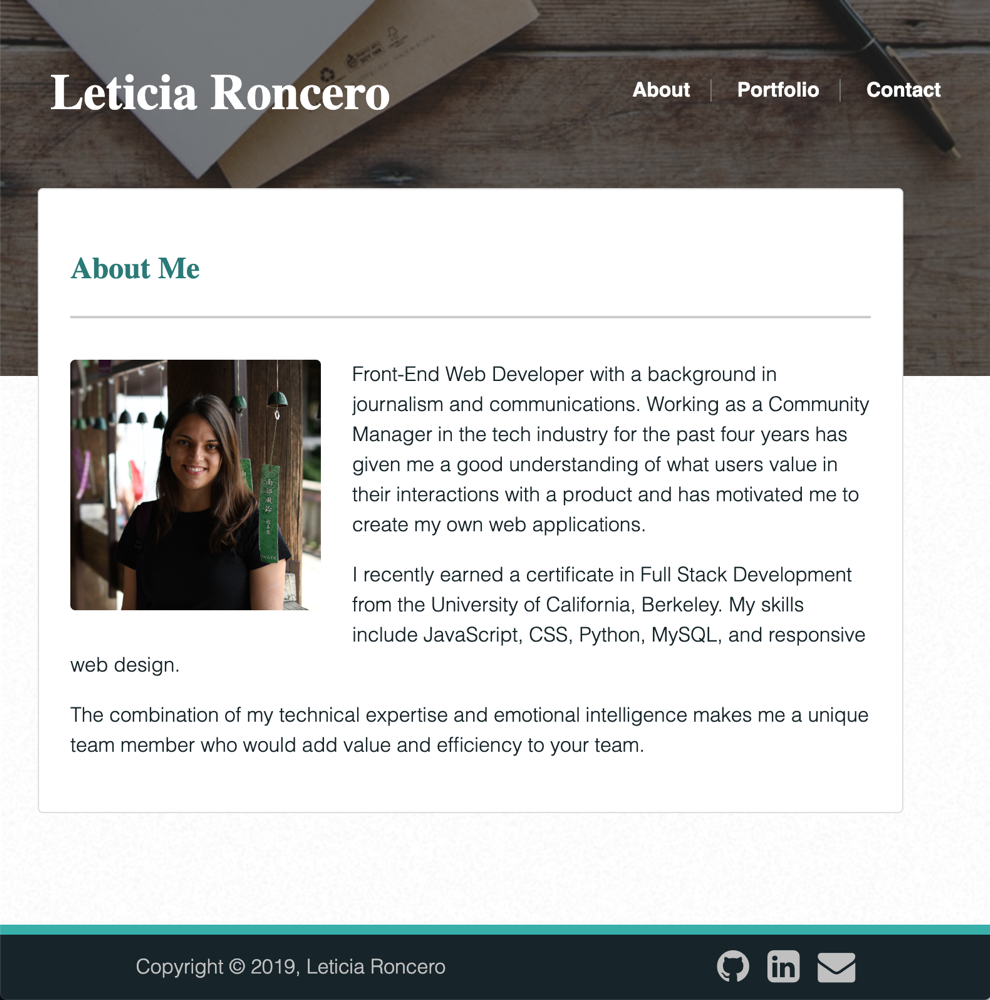 Leticia Roncero
About
Portfolio
Contact
About Me
Front-End Web Developer with a background in
journalism and communications. Working as a Community
Manager in the tech industry for the past four years has
given me a good understanding of what users value in
their interactions with a product and has motivated me to
create my own web applications.
I recently earned a certificate in Full Stack Development
from the University of California, Berkeley. My skills
include JavaScript, CSS, Python, MySQL, and responsive
web design.
The combination of my technical expertise and emotional intelligence makes me a unique
team member who would add value and efficiency to your team.
Copyright © 2019, Leticia Roncero
in